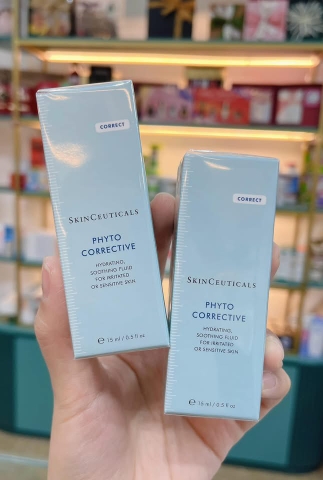 CORRECT
SKINCEUTICALS
PHYTO
CORRECTIVE
HYDRATING,
SOOTHING FLUID
FOR IRRITATED
OR SENSITIVE SKIN
℮ 15 ml / 0.5 fl.oz
CORRECT
SKINCEUTICALS
PHYTO
CORRECTIVE
HYDRATING,
SOOTHING FLUID
FOR IRRITATED
OR SENSITIVE SKIN
℮ 15 ml / 0.5 fl.oz